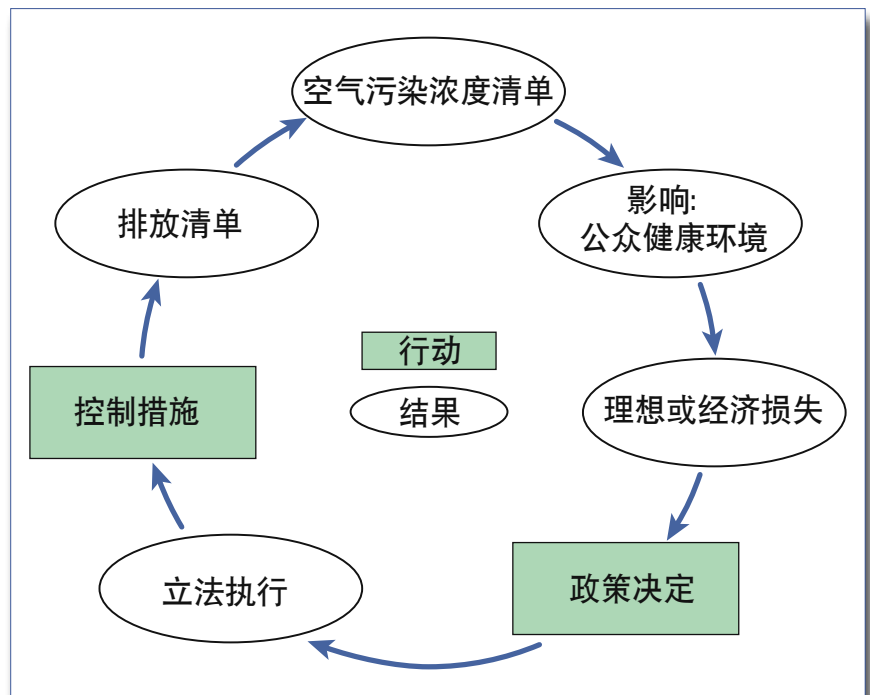 空气污染浓度清单
排放清单
影响:
公众健康环境
行动
控制措施
结果
理想或经济损失
立法执行
政策决定